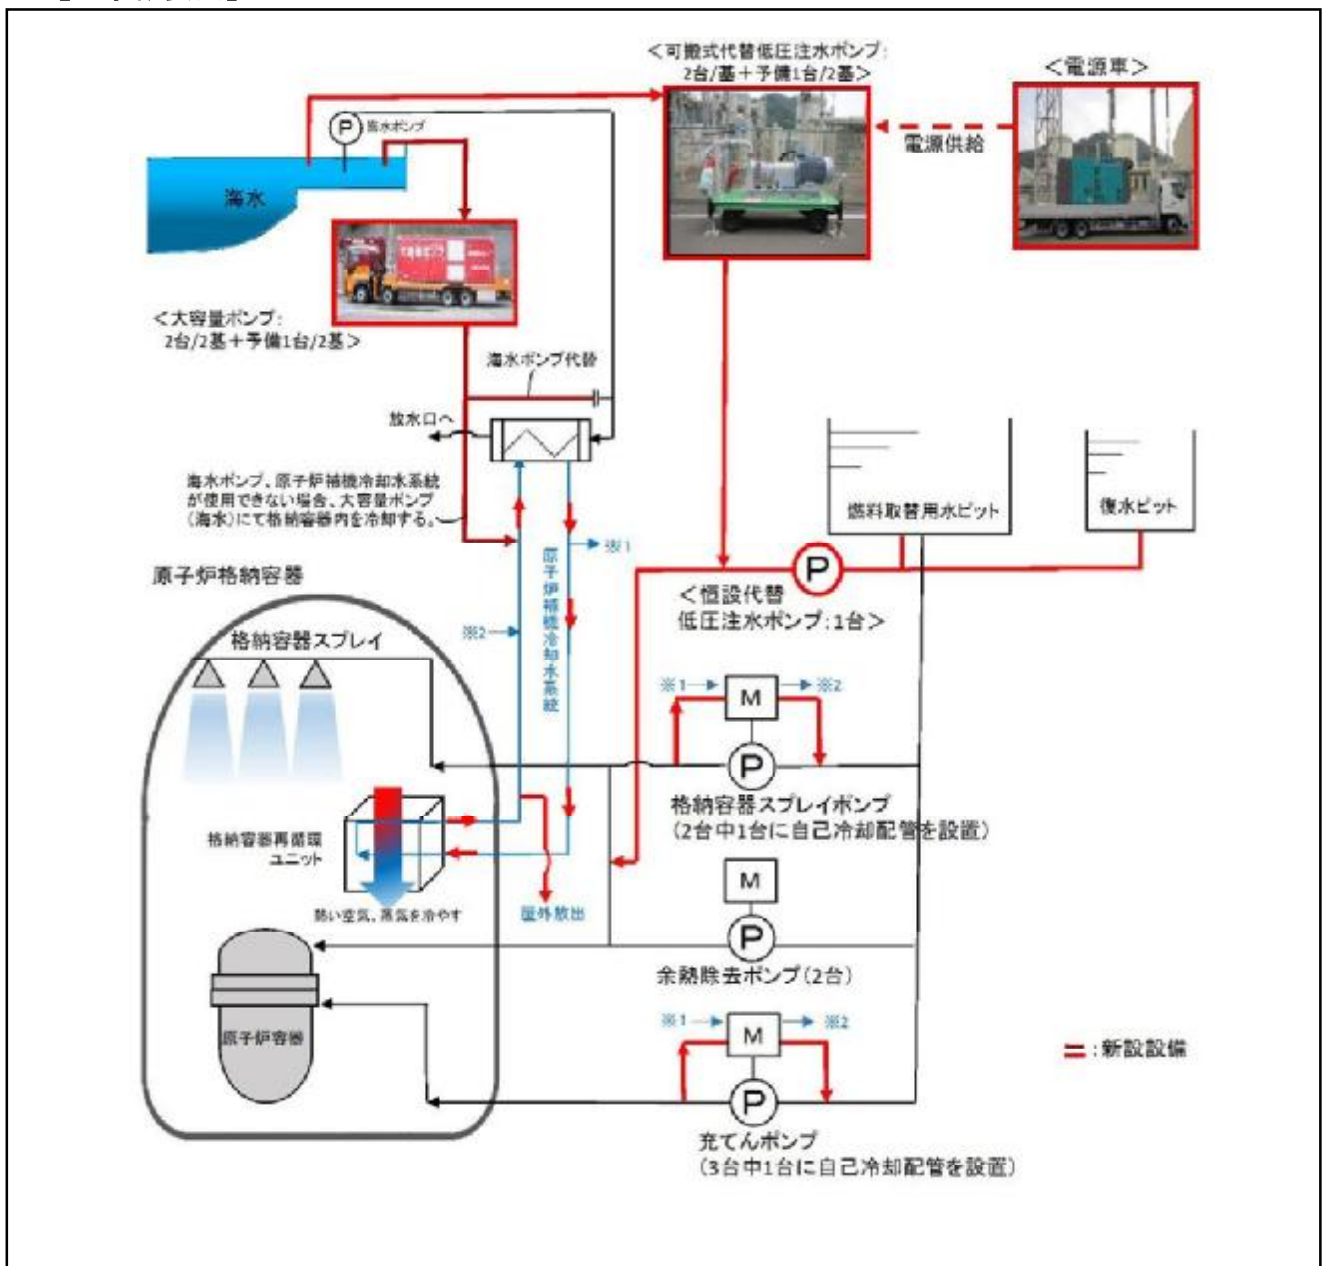 <可搬式代替低圧注水ポンプ:
2台/基+予備1台/2基>
<電源車>
P
海水ポンプ
電源供給
海水
<大容量ポンプ:
2台/2基+予備1台/2基>
海水ポンプ代替
放水口へ
海水ポンプ、原子炉補機冷却水系統
が使用できない場合、大容量ポンプ
(海水)にて格納容器内を冷却する。
燃料取替用水ピット
復水ピット
※1
原子炉補機冷却水系統
※2
P
<恒設代替
低圧注水ポンプ:1台>
原子炉格納容器
格納容器スプレイ
※1
M
※2
P
格納容器スプレイポンプ
(2台中1台に自己冷却配管を設置)
格納容器再循環
ユニット
熱い空気、蒸気を冷やす
屋外放出
M
P
余熱除去ポンプ(2台)
原子炉容器
※1
M
※2
P
充てんポンプ
(3台中1台に自己冷却配管を設置)
:新設設備